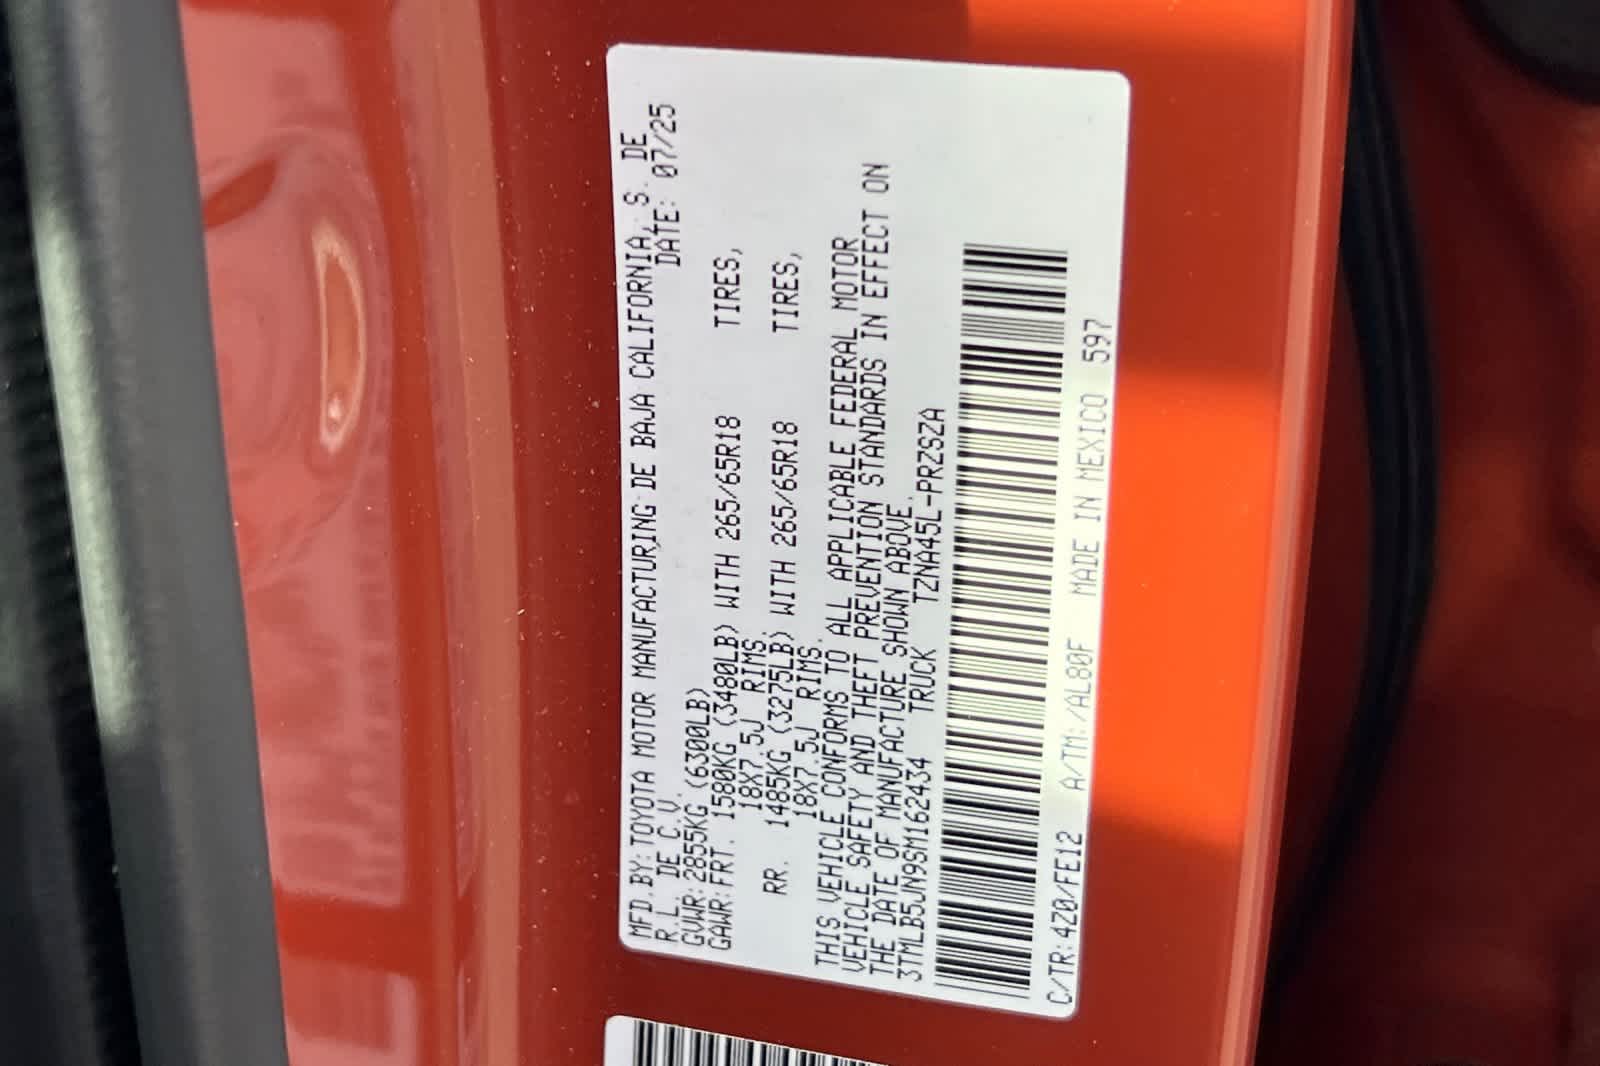 MFD.BY:TOYOTA MOTOR MANUFACTURING DE BAJA CALIFORNIA, S. DE
R.L. DE C.V. DATE: 07/25
GVWR:2855KG (6300LB)
GAWR:FRT. 1580KG (3480LB) WITH 265/65R18 TIRES,
18X7.5J RIMS.
RR. 1485KG (3275LB) WITH 265/65R18 TIRES,
18X7.5J RIMS.
THIS VEHICLE CONFORMS TO ALL APPLICABLE FEDERAL MOTOR
VEHICLE SAFETY AND THEFT PREVENTION STANDARDS IN EFFECT ON
THE DATE OF MANUFACTURE SHOWN ABOVE.
3TMLB5JN9SM162434 TRUCK TZNA45L-PRZSZA
C/TR:4Z0/FE12 A/TM:/AL80F MADE IN MEXICO 597